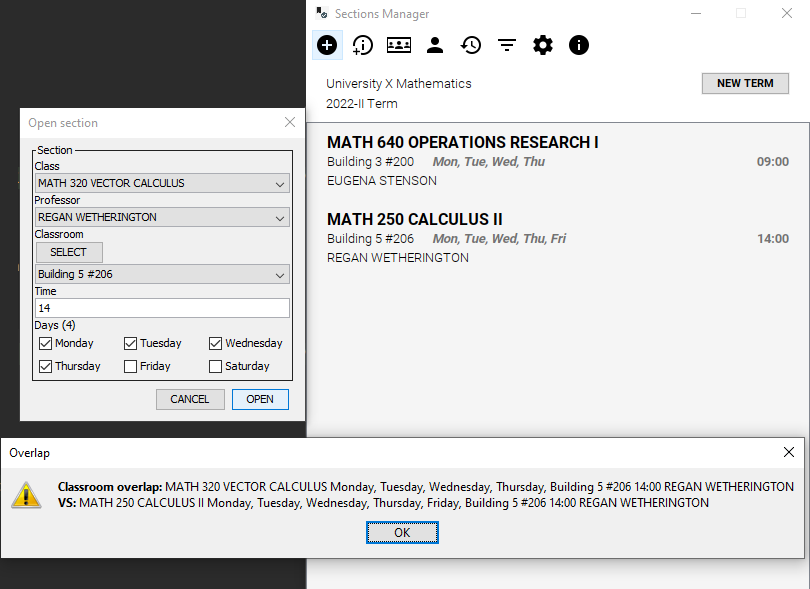 Sections Manager
University X Mathematics
NEW TERM
2022-II Term
Open section
Section
Class
MATH 320 VECTOR CALCULUS
Professor
REGAN WETHERINGTON
Classroom
SELECT
Building 5 #206
Time
14
Days (4)
Monday Tuesday Wednesday
Thursday Friday Saturday
CANCEL OPEN
MATH 640 OPERATIONS RESEARCH I
Building 3 #200 Mon, Tue, Wed, Thu 09:00
EUGENA STENSON
MATH 250 CALCULUS II
Building 5 #206 Mon, Tue, Wed, Thu, Fri 14:00
REGAN WETHERINGTON
Overlap
Classroom overlap: MATH 320 VECTOR CALCULUS Monday, Tuesday, Wednesday, Thursday, Building 5 #206 14:00 REGAN WETHERINGTON
VS: MATH 250 CALCULUS II Monday, Tuesday, Wednesday, Thursday, Friday, Building 5 #206 14:00 REGAN WETHERINGTON
OK